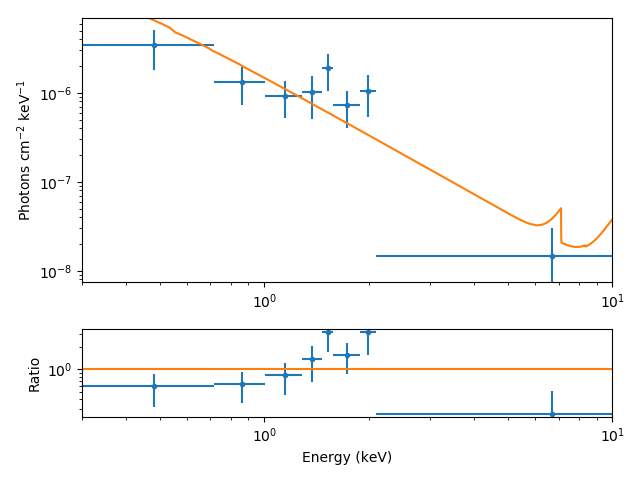 Photons cm⁻² keV⁻¹
10⁻⁶
10⁻⁷
10⁻⁸
10⁰
10¹
Ratio
10⁰
10⁰
10¹
Energy (keV)